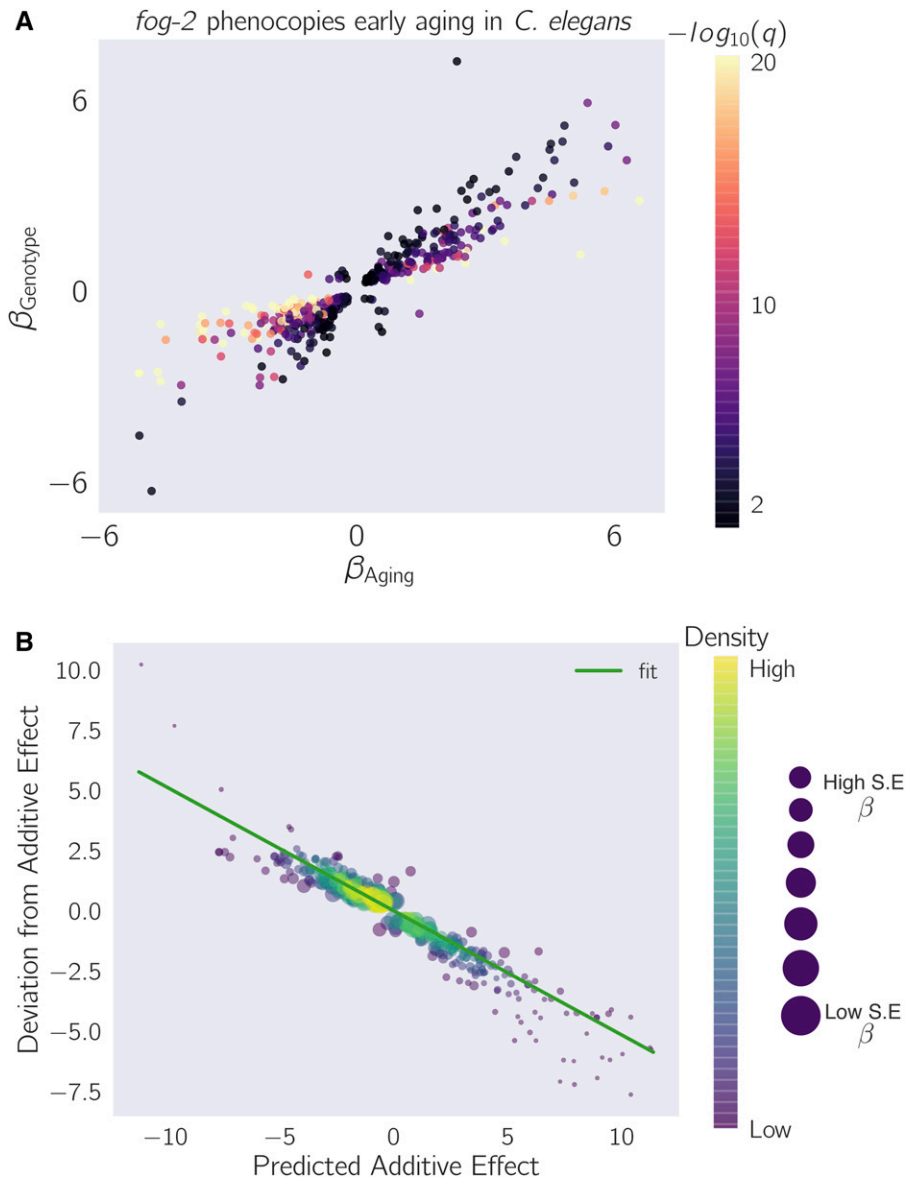 A
fog-2 phenocopies early aging in C. elegans
−log10(q)
20
10
2
6
0
−6
βGenotype
−6
0
6
βAging
B
Density
High
Low
fit
10.0
7.5
5.0
2.5
0.0
−2.5
−5.0
−7.5
Deviation from Additive Effect
−10
−5
0
5
10
Predicted Additive Effect
High S.E
β
Low S.E
β